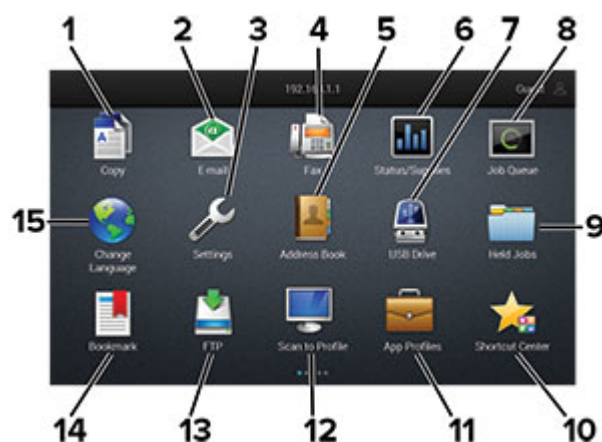 1 2 3 4 5 6 7 8
192.168.1.1 Guest
Copy E-mail Fax Status/Supplies Job Queue
15 9
Change Language Settings Address Book USB Drive Held Jobs
Bookmark FTP Scan to Profile App Profiles Shortcut Center
14 13 12 11 10